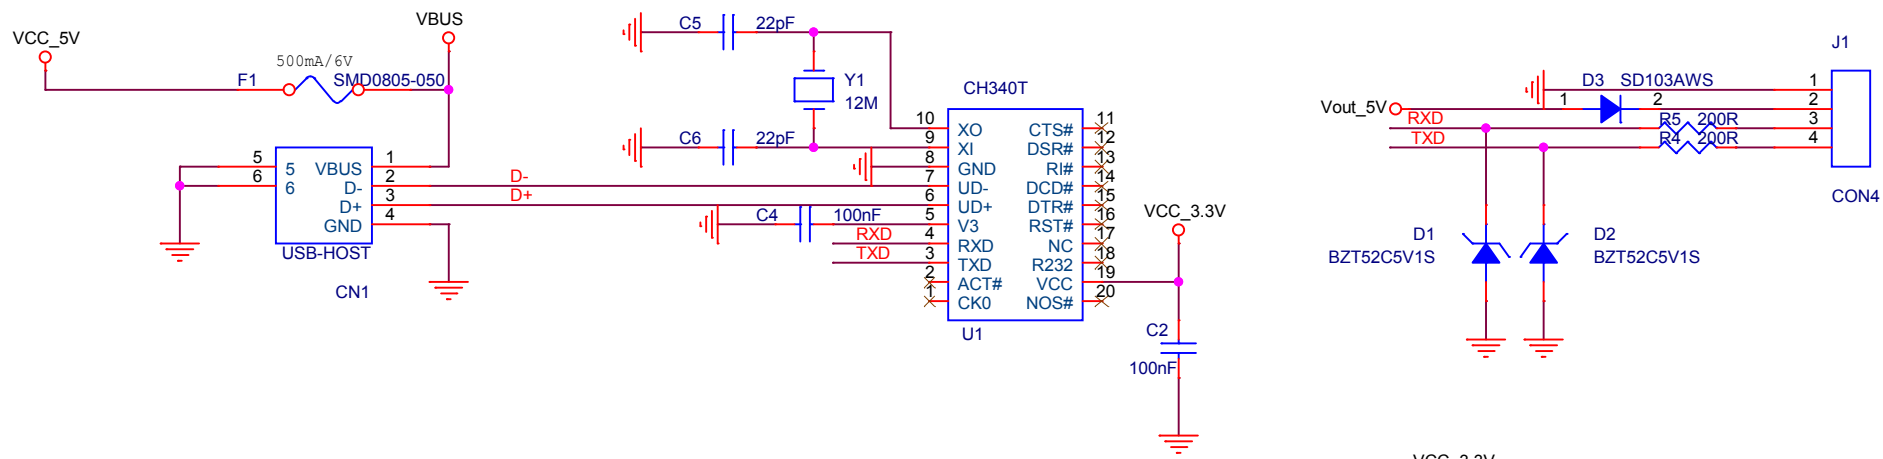 VCC_5V
VBUS
500mA/6V
F1
SMD0805-050
5
6
5
6
VBUS
D-
D+
GND
1
2
3
4
USB-HOST
CN1
D-
D+
C5
22pF
Y1
12M
C6
22pF
C4
100nF
RXD
TXD
CH340T
10
9
8
7
6
5
4
3
2
1
XO
XI
GND
UD-
UD+
V3
RXD
TXD
ACT#
CK0
CTS#
DSR#
RI#
DCD#
DTR#
RST#
NC
R232
VCC
NOS#
11
12
13
14
15
16
17
18
19
20
U1
VCC_3.3V
C2
100nF
J1
D3 SD103AWS
Vout_5V
1
2
RXD
TXD
R5 200R
R4 200R
1
2
3
4
CON4
D1
BZT52C5V1S
D2
BZT52C5V1S
VCC_3.3V